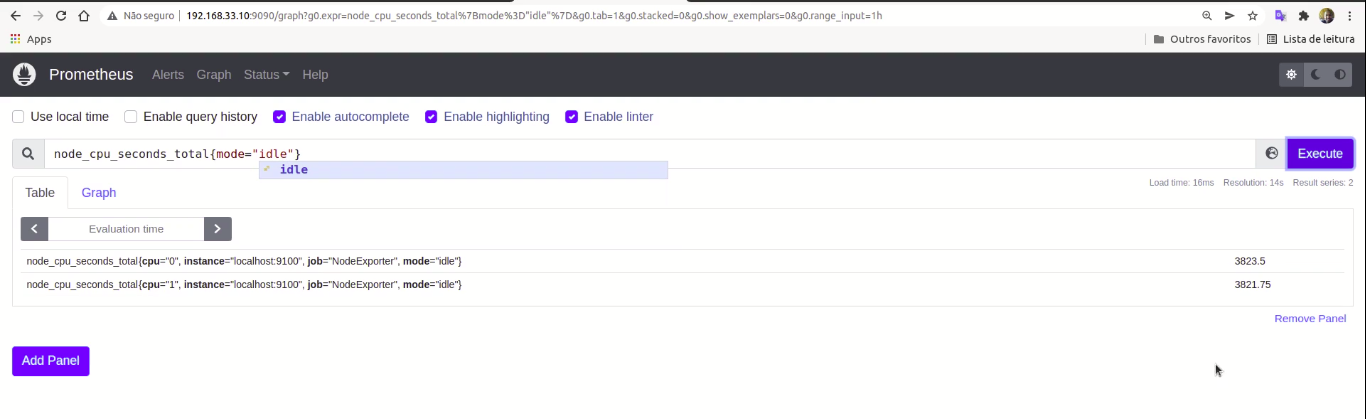 Não seguro | 192.168.33.10:9090/graph?g0.expr=node_cpu_seconds_total%7Bmode%3D"idle"%7D&g0.tab=1&g0.stacked=0&g0.show_exemplars=0&g0.range_input=1h
Apps Outros favoritos Lista de leitura
Prometheus Alerts Graph Status Help
Use local time Enable query history Enable autocomplete Enable highlighting Enable linter
node_cpu_seconds_total{mode="idle"} Execute
idle
Table Graph Load time: 16ms Resolution: 14s Result series: 2
Evaluation time
node_cpu_seconds_total{cpu="0", instance="localhost:9100", job="NodeExporter", mode="idle"} 3823.5
node_cpu_seconds_total{cpu="1", instance="localhost:9100", job="NodeExporter", mode="idle"} 3821.75
Remove Panel
Add Panel